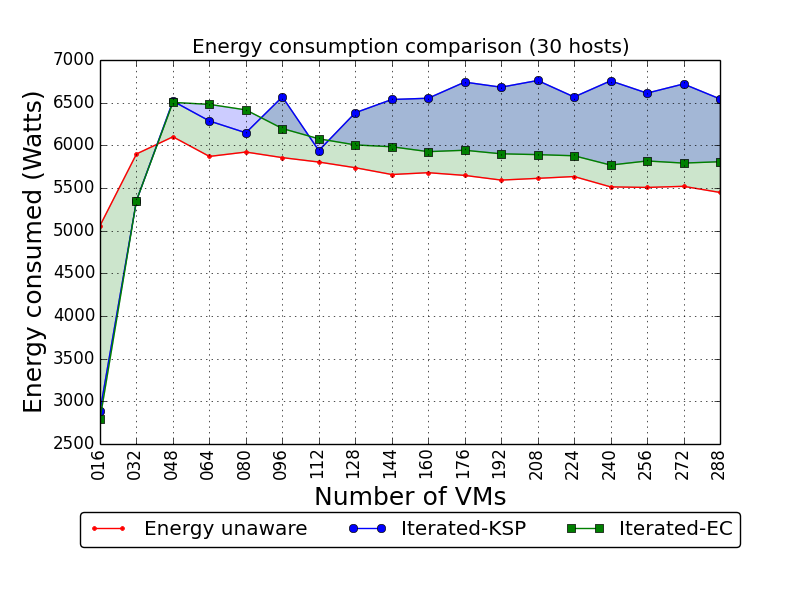 Energy consumption comparison (30 hosts)
7000
6500
6000
5500
5000
4500
4000
3500
3000
2500
Energy consumed (Watts)
016 032 048 064 080 096 112 128 144 160 176 192 208 224 240 256 272 288
Number of VMs
Energy unaware Iterated-KSP Iterated-EC